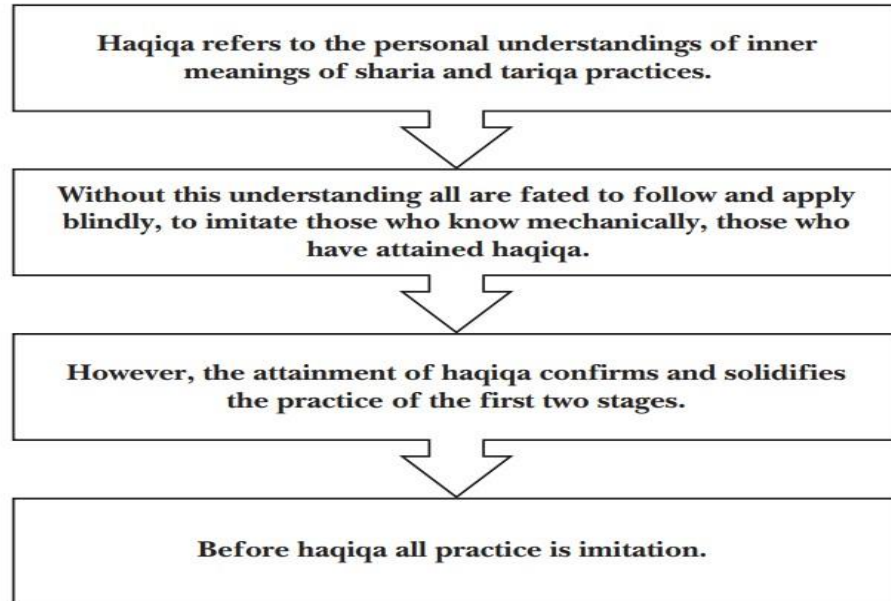 Haqiqa refers to the personal understandings of inner
meanings of sharia and tariqa practices.
Without this understanding all are fated to follow and apply
blindly, to imitate those who know mechanically, those who
have attained haqiqa.
However, the attainment of haqiqa confirms and solidifies
the practice of the first two stages.
Before haqiqa all practice is imitation.